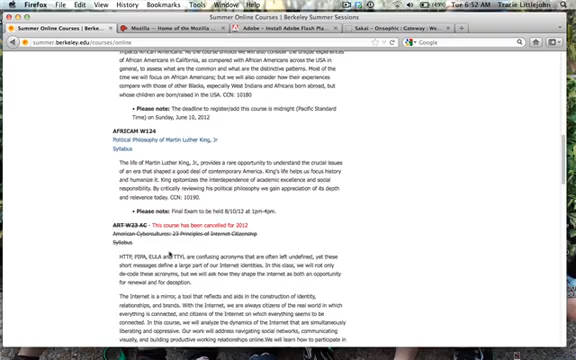 Firefox File Edit View History Bookmarks Tools Window Help
Tue 6:52 AM Tracie Littlejohn
Summer Online Courses | Berkeley Summer Sessions
Summer Online Courses | Berkeley...
Mozilla — Home of the Mozilla ...
Adobe - Install Adobe Flash Pla...
Sakai - Onsophic : Gateway : We...
summer.berkeley.edu/courses/online
Google
impacts African Americans. As the course unfolds we will also consider the unique experiences
of African Americans in California, as compared with African Americans across the USA in
general, to assess what are the common and what are the distinctive patterns. Most of the
time we will focus on African Americans; but we will also consider how their experiences
compare with those of other Blacks, especially West Indians and Africans born abroad, but
whose children are born/raised in the USA. CCN: 10180
• Please note: The deadline to register/add this course is midnight (Pacific Standard
Time) on Sunday, June 10, 2012
AFRICAM W124
Political Philosophy of Martin Luther King, Jr
Syllabus
The life of Martin Luther King, Jr., provides a rare opportunity to understand the crucial issues
of an era that shaped a good deal of contemporary America. King's life helps us focus history
and humanize it. King epitomizes the interdependence of academic excellence and social
responsibility. By critically reviewing his political philosophy we gain appreciation of its depth
and relevance today. CCN: 10190.
• Please note: Final Exam to be held 8/10/12 at 1pm-4pm.
ART W23 AC - This course has been cancelled for 2012
American Cybercultures: 23 Principles of Internet Citizenship
Syllabus
HTTP, PIPA, EULA and TTYL are confusing acronyms that are often left undefined, yet these
short messages define a large part of our Internet identities. In this class, we will not only
de-code these acronyms, but we will ask how they shape the internet as both an opportunity
for renewal and for deception.
The Internet is a mirror, a tool that reflects and aids in the construction of identity,
relationships, and brands. With the Internet, we are always citizens of the real world in which
everything is connected, and citizens of the Internet on which everything seems to be
connected. In this course, we will analyze the dynamics of the Internet that are simultaneously
liberating and oppressive. Our work will address navigating social networks, communicating
visually, and building productive working relationships online.We will learn how to participate in